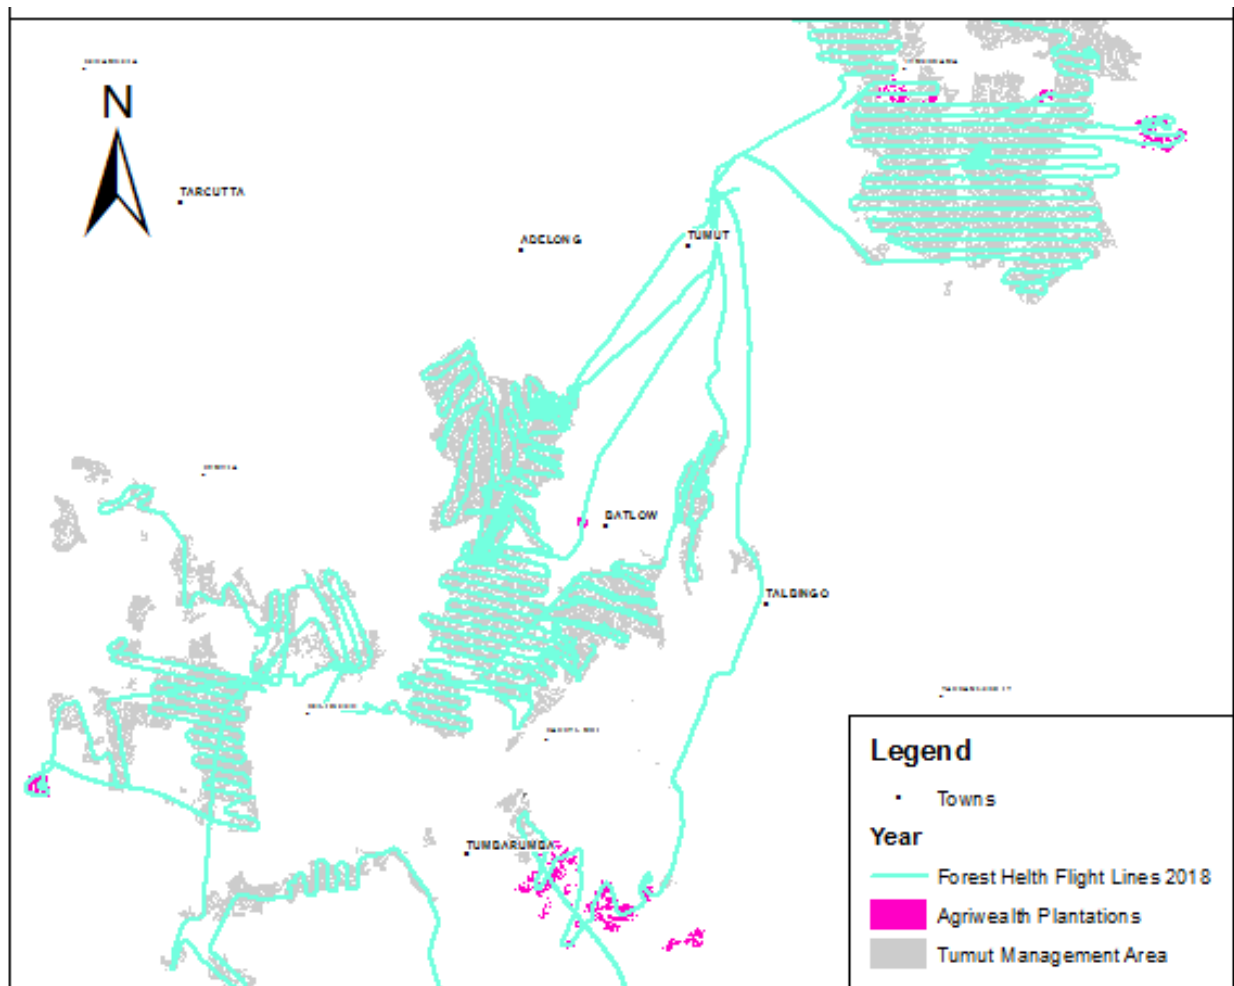 N
TARCUTTA
ADELONG
TUMUT
BATLOW
TALBINGO
TUMBARUMBA
Legend
Towns
Year
Forest Helth Flight Lines 2018
Agriwealth Plantations
Tumut Management Area